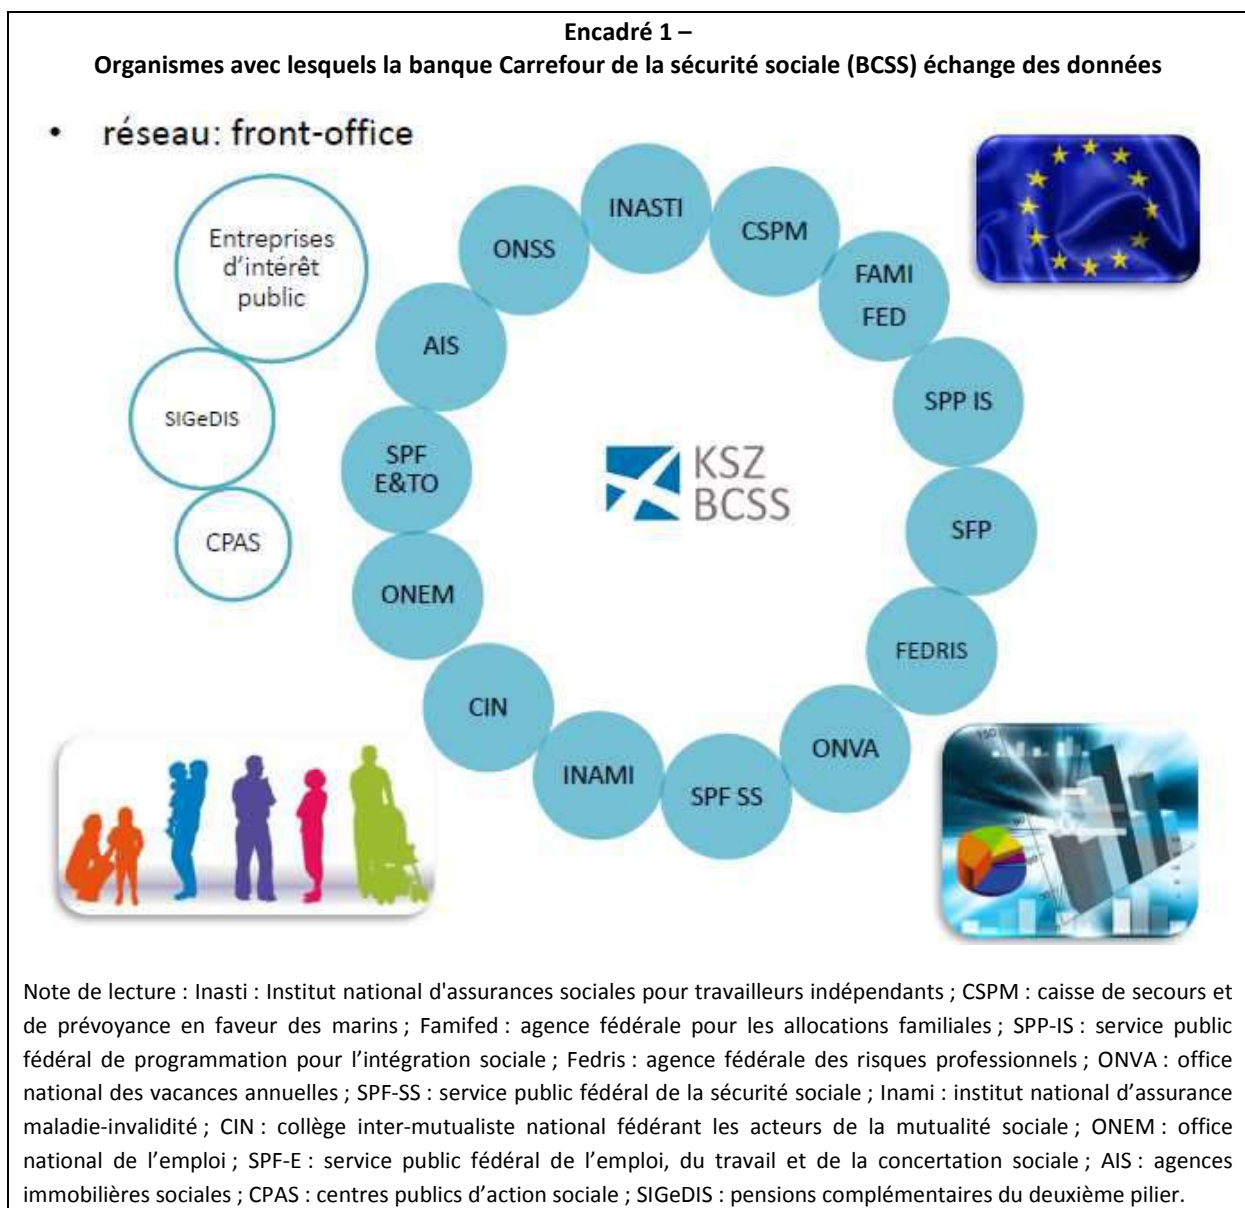 Encadré 1 –
Organismes avec lesquels la banque Carrefour de la sécurité sociale (BCSS) échange des données
• réseau: front-office
Entreprises
d'intérêt
public
SIGeDIS
CPAS
INASTI
CSPM
FAMI
FED
SPP IS
SFP
FEDRIS
ONVA
SPF SS
INAMI
CIN
ONEM
SPF
E&TO
AIS
ONSS
KSZ
BCSS
Note de lecture : Inasti : Institut national d'assurances sociales pour travailleurs indépendants ; CSPM : caisse de secours et
de prévoyance en faveur des marins ; Famifed : agence fédérale pour les allocations familiales ; SPP-IS : service public
fédéral de programmation pour l'intégration sociale ; Fedris : agence fédérale des risques professionnels ; ONVA : office
national des vacances annuelles ; SPF-SS : service public fédéral de la sécurité sociale ; Inami : institut national d'assurance
maladie-invalidité ; CIN : collège inter-mutualiste national fédérant les acteurs de la mutualité sociale ; ONEM : office
national de l'emploi ; SPF-E : service public fédéral de l'emploi, du travail et de la concertation sociale ; AIS : agences
immobilières sociales ; CPAS : centres publics d'action sociale ; SIGeDIS : pensions complémentaires du deuxième pilier.